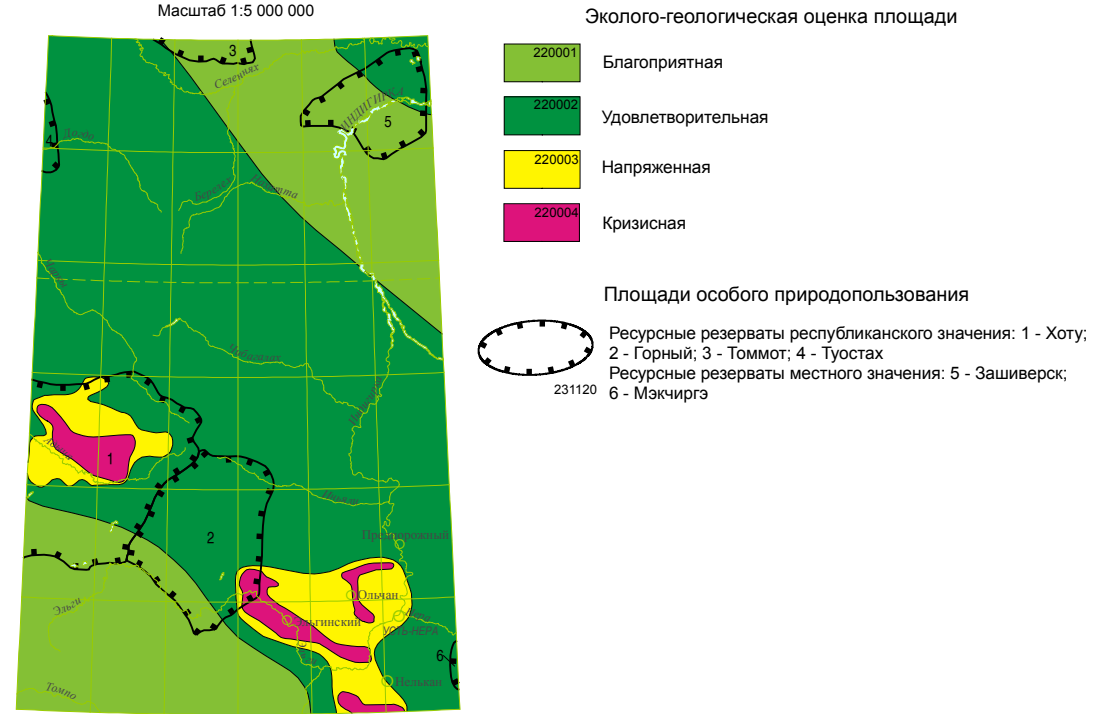 Масштаб 1:5 000 000
Эколого-геологическая оценка площади
220001
Благоприятная
220002
Удовлетворительная
220003
Напряженная
220004
Кризисная
Площади особого природопользования
Ресурсные резерваты республиканского значения: 1 - Хоту;
2 - Горный; 3 - Томмот; 4 - Туостах
Ресурсные резерваты местного значения: 5 - Зашиверск;
231120
6 - Мэкчиргэ
3
Селеннях
ИНДИГИРКА
5
4
1
2
Эльги
Ольчан
УСТЬ-НЕРА
6
Нелькан
Томпо